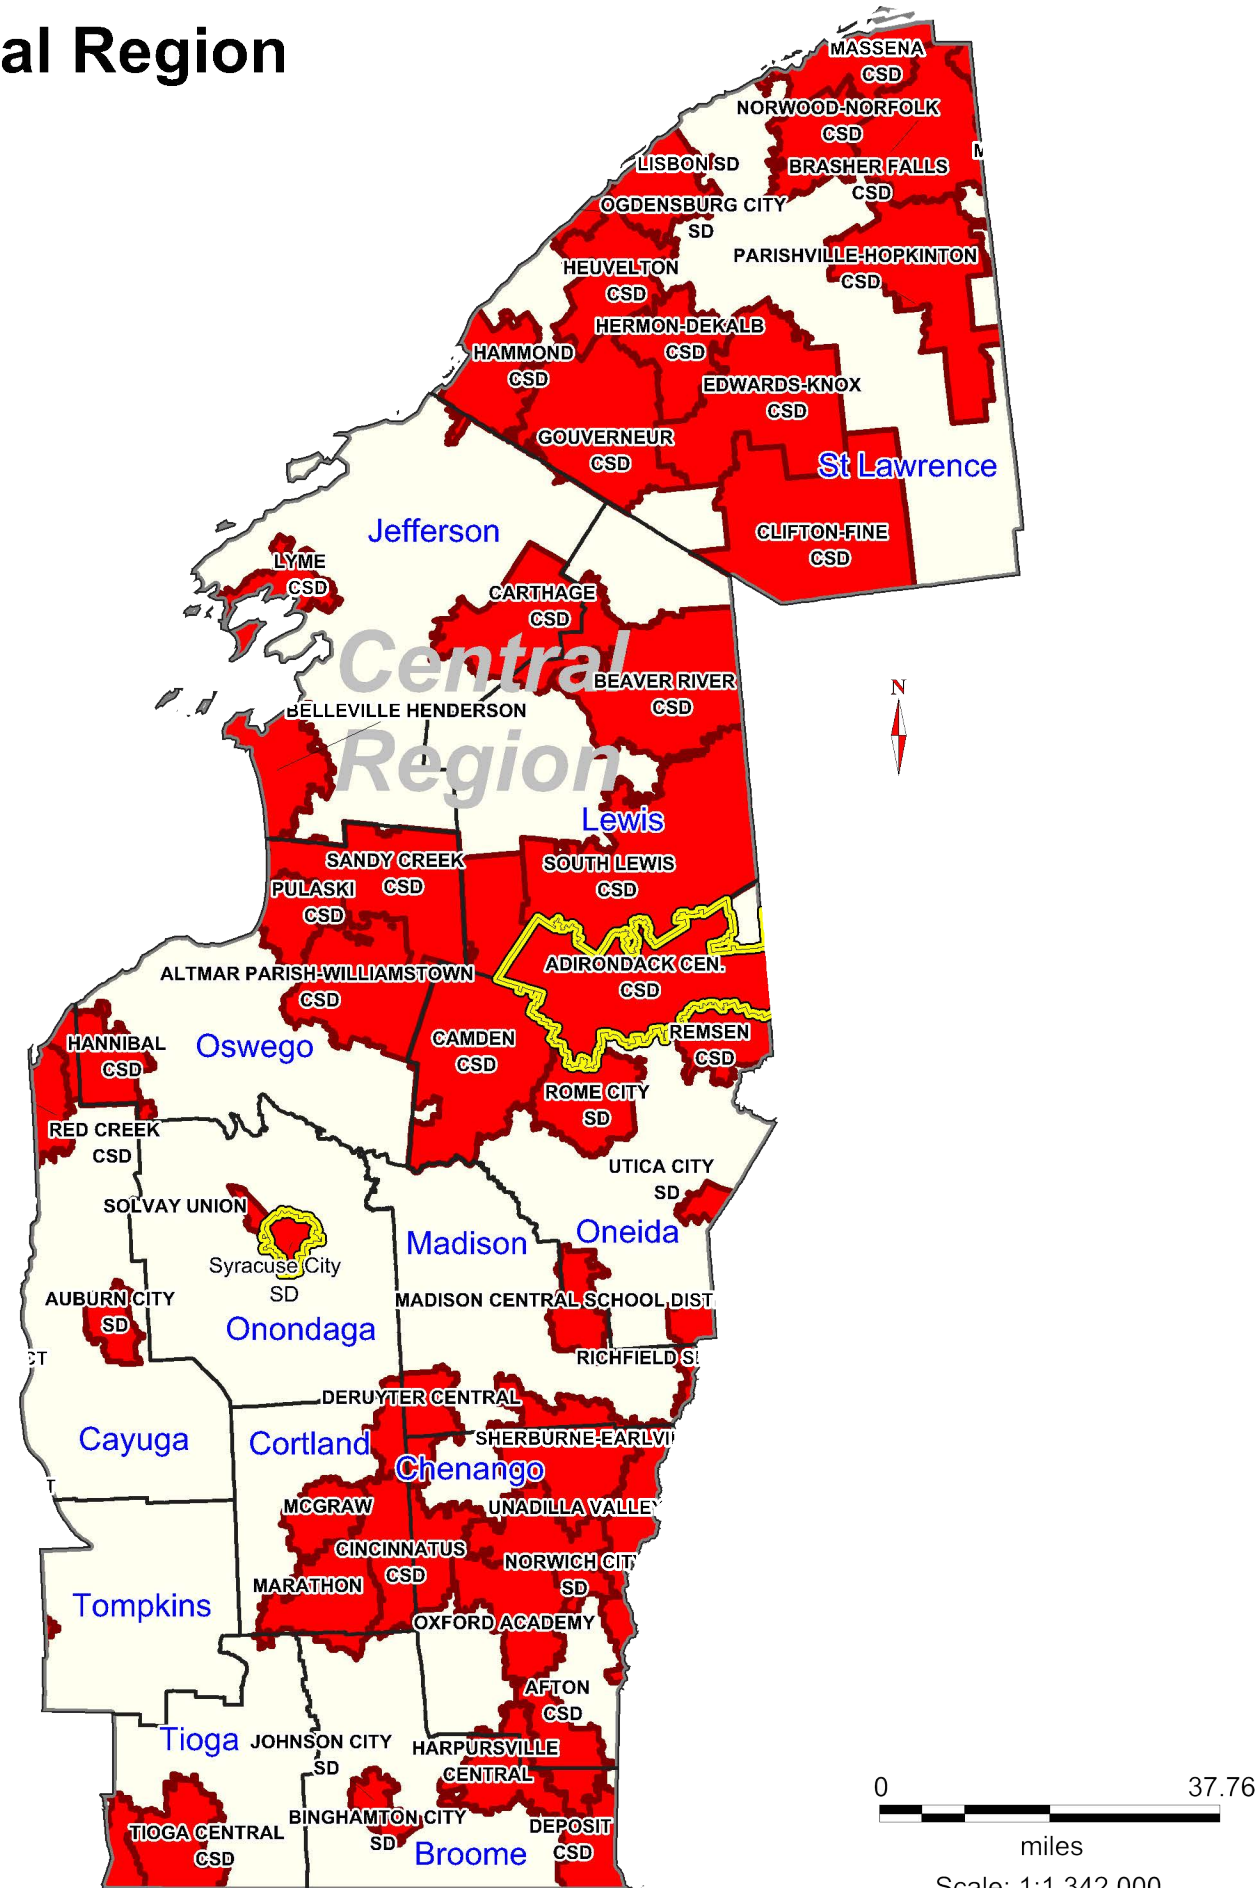 al Region
MASSENA
CSD
NORWOOD-NORFOLK
CSD
M
LISBON SD
BRASHER FALLS
CSD
OGDENSBURG CITY
SD
PARISHVILLE-HOPKINTON
CSD
HEUVELTON
CSD
HERMON-DEKALB
CSD
HAMMOND
CSD
EDWARDS-KNOX
CSD
GOUVERNEUR
CSD
St Lawrence
Jefferson
CLIFTON-FINE
CSD
LYME
CSD
CARTHAGE
CSD
Central
Region
BEAVER RIVER
CSD
N
BELLEVILLE HENDERSON
Lewis
SANDY CREEK
CSD
SOUTH LEWIS
CSD
PULASKI
CSD
ALTMAR PARISH-WILLIAMSTOWN
CSD
ADIRONDACK CEN.
CSD
HANNIBAL
CSD
Oswego
CAMDEN
CSD
REMSEN
CSD
ROME CITY
SD
RED CREEK
CSD
UTICA CITY
SD
SOLVAY UNION
Madison
Oneida
Syracuse City
SD
AUBURN CITY
SD
MADISON CENTRAL SCHOOL DIST
Onondaga
CT
RICHFIELD S
DERUYTER CENTRAL
Cayuga
Cortland
SHERBURNE-EARLVI
Chenango
T
MCGRAW
UNADILLA VALLEY
CINCINNATUS
CSD
NORWICH CITY
SD
MARATHON
Tompkins
OXFORD ACADEMY
AFTON
CSD
Tioga
JOHNSON CITY
SD
HARPURSVILLE
CENTRAL
0 37.76
miles
Scale: 1:1,342,000
BINGHAMTON CITY
SD
TIOGA CENTRAL
CSD
DEPOSIT
CSD
Broome